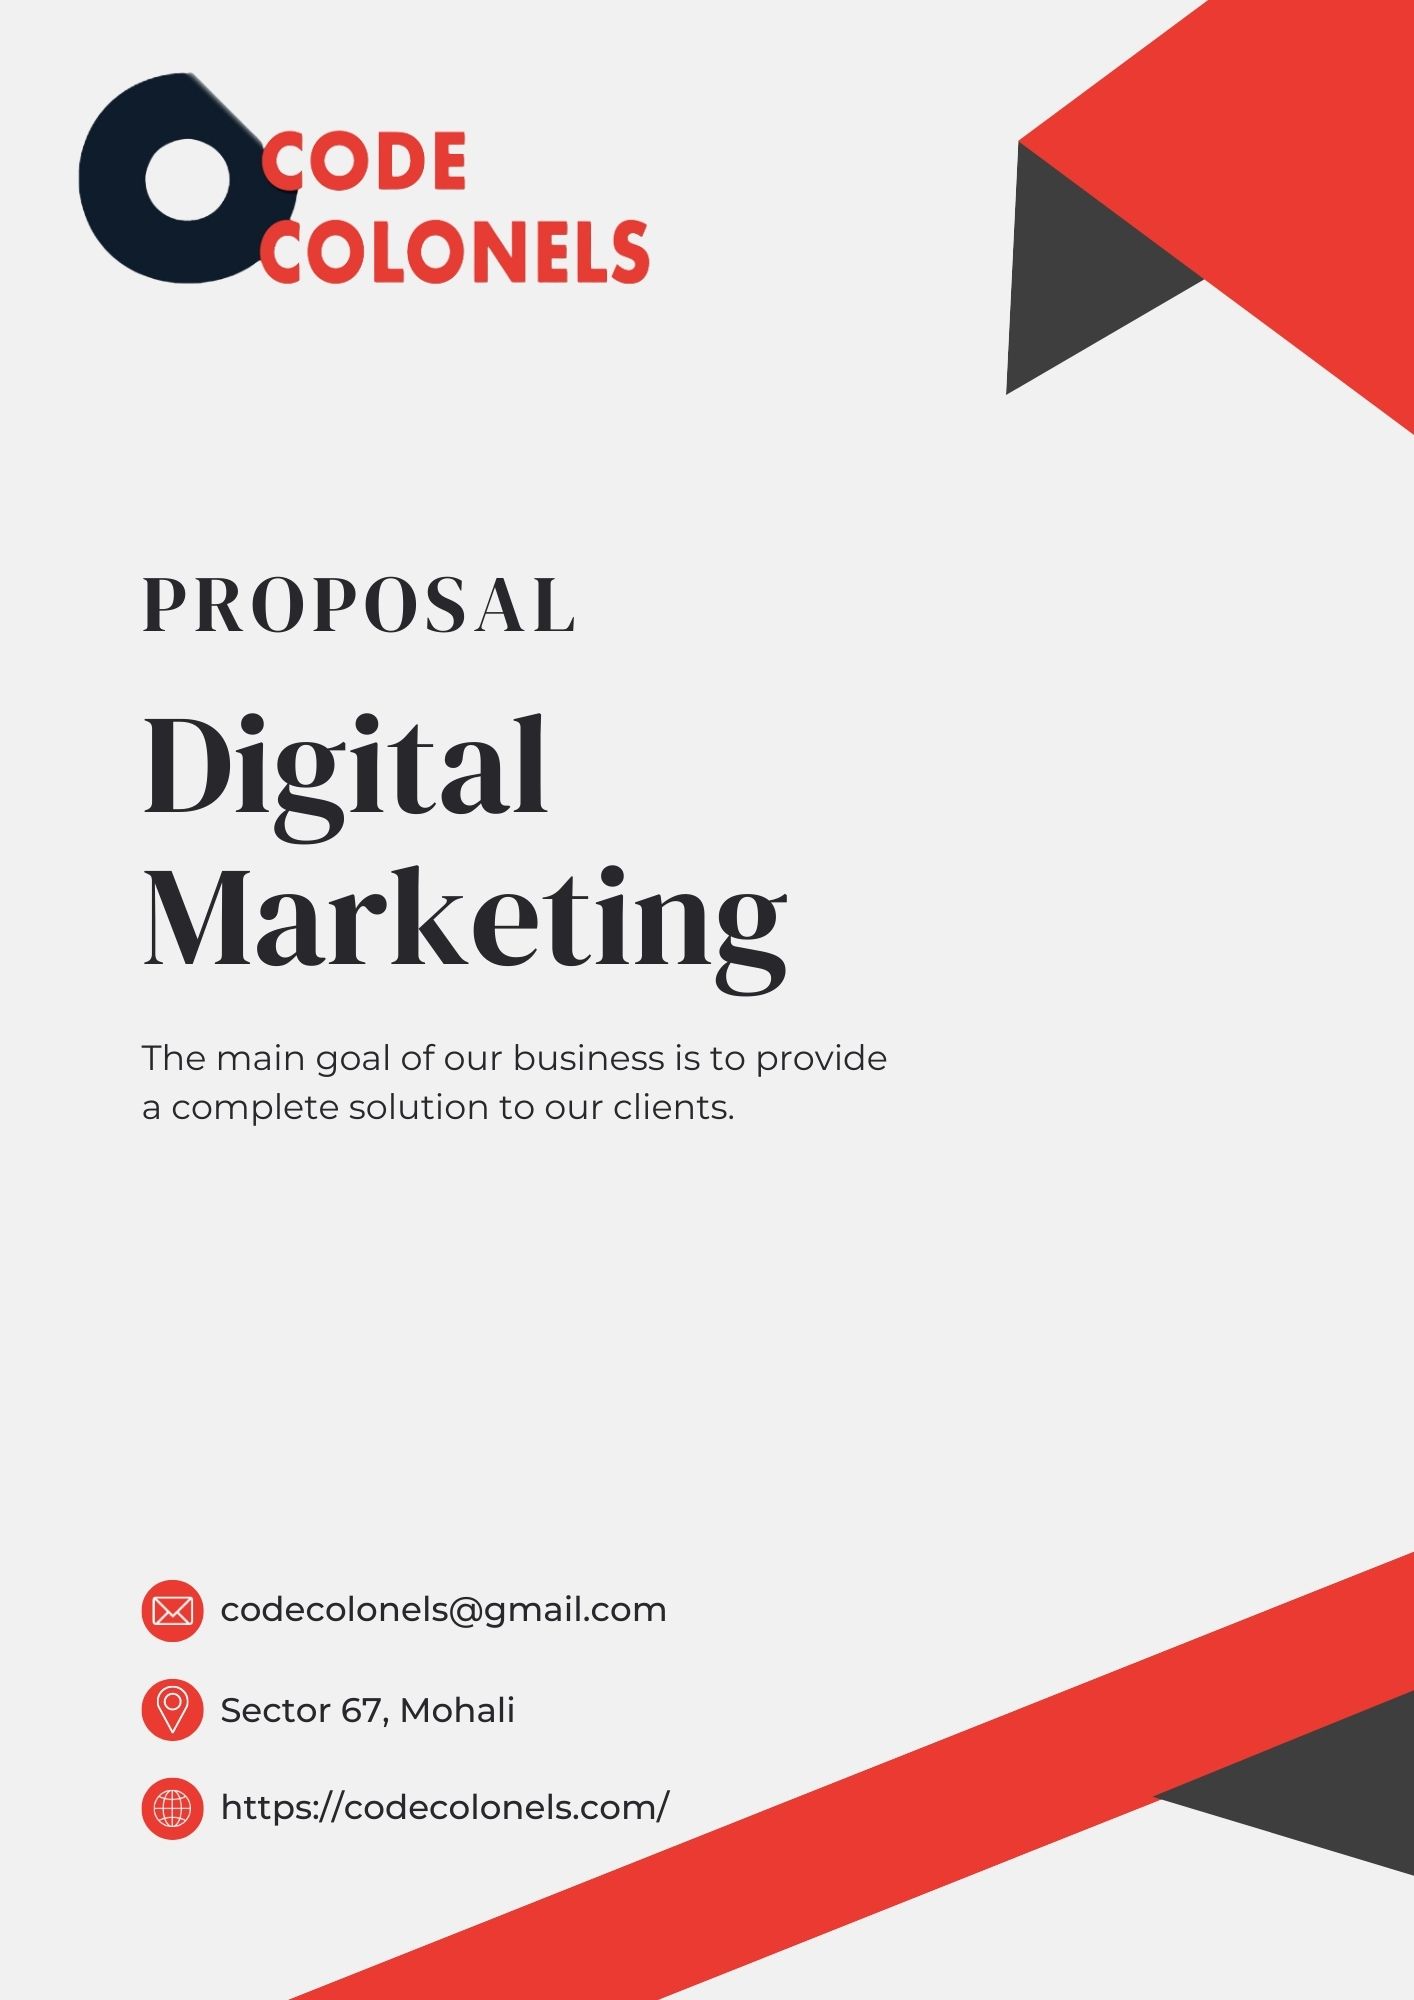 CODE
COLONELS
PROPOSAL
Digital
Marketing
The main goal of our business is to provide
a complete solution to our clients.
codecolonels@gmail.com
Sector 67, Mohali
https://codecolonels.com/